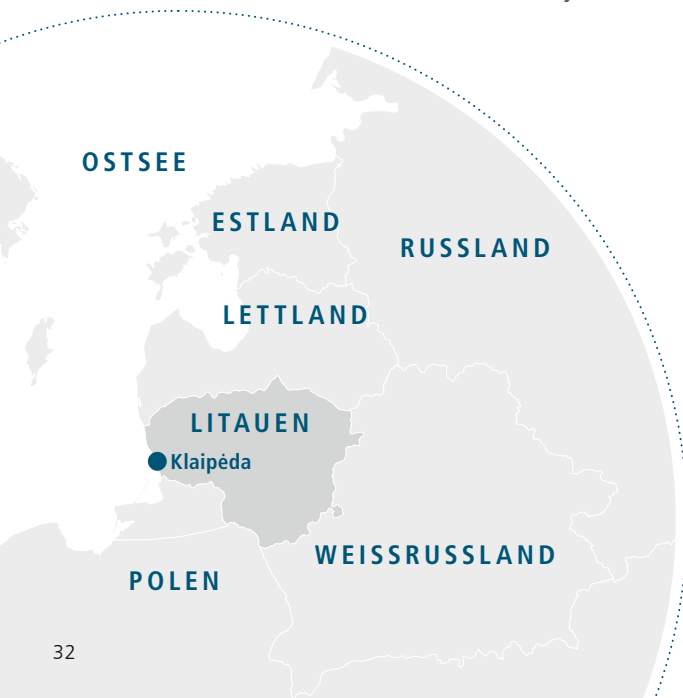 OSTSEE
ESTLAND
RUSSLAND
LETTLAND
LITAUEN
Klaipėda
WEISSRUSSLAND
POLEN
32